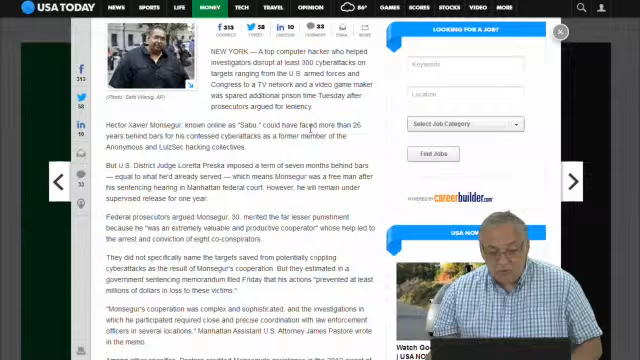 USA TODAY
NEWS SPORTS LIFE MONEY TECH TRAVEL OPINION 86° GAMES SCORES STOCKS VIDEO MORE
313 58 10 33
TWEET LINKEDIN COMMENT EMAIL MORE
LOOKING FOR A JOB?
Keywords
Location
Select Job Category
Find Jobs
POWERED BY careerbuilder.com
USA NOW
Watch Good
| USA NOW
313
58
10
33
(Photo: Seth Wenig, AP)
NEW YORK — A top computer hacker who helped
investigators disrupt at least 300 cyberattacks on
targets ranging from the U.S. armed forces and
Congress to a TV network and a video game maker
was spared additional prison time Tuesday after
prosecutors argued for leniency.
Hector Xavier Monsegur, known online as "Sabu," could have faced more than 26
years behind bars for his confessed cyberattacks as a former member of the
Anonymous and LulzSec hacking collectives.
But U.S. District Judge Loretta Preska imposed a term of seven months behind bars
– equal to what he'd already served – which means Monsegur was a free man after
his sentencing hearing in Manhattan federal court. However, he will remain under
supervised release for one year.
Federal prosecutors argued Monsegur, 30, merited the far lesser punishment
because he "was an extremely valuable and productive cooperator" whose help led to
the arrest and conviction of eight co-conspirators.
They did not specifically name the targets saved from potentially crippling
cyberattacks as the result of Monsegur's cooperation. But they estimated in a
government sentencing memorandum filed Friday that his actions "prevented at least
millions of dollars in loss to these victims."
"Monsegur's cooperation was complex and sophisticated, and the investigations in
which he participated required close and precise coordination with law enforcement
officers in several locations," Manhattan Assistant U.S. Attorney James Pastore wrote
in the memo.